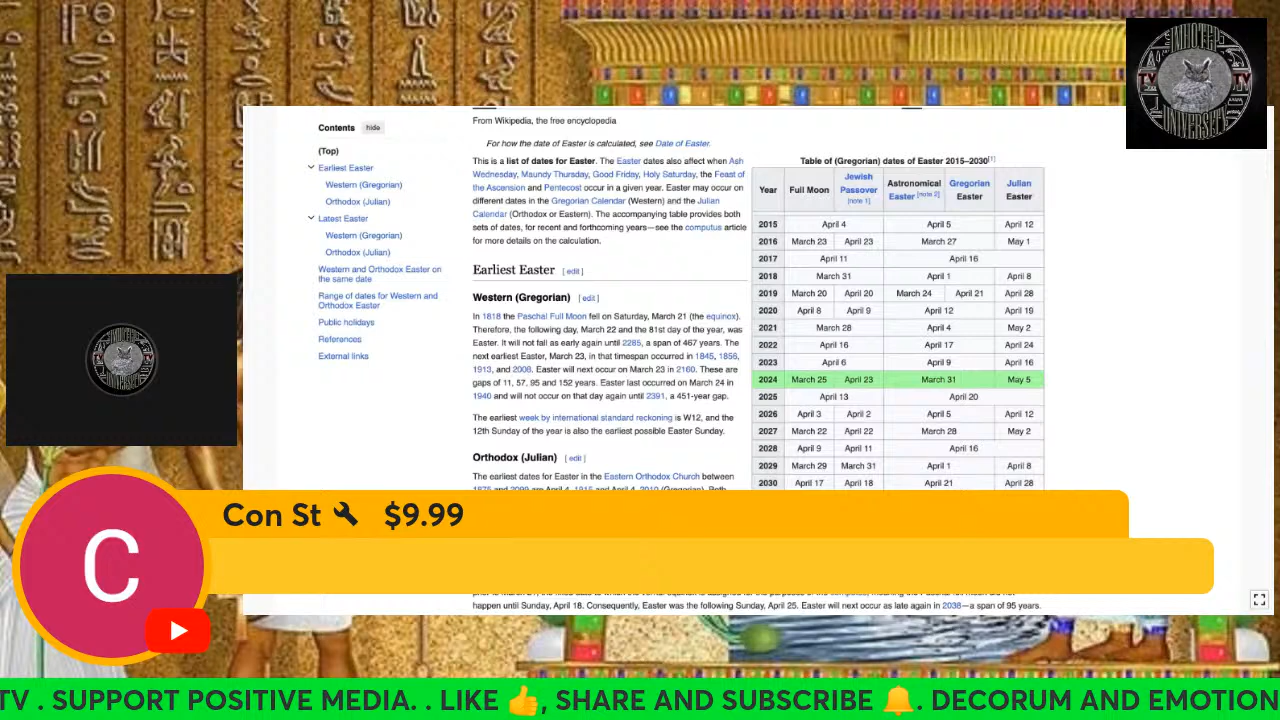 INDIGENE
TV TV
UNIVERSEL
From Wikipedia, the free encyclopedia
Contents hide
(Top)
Earliest Easter
Western (Gregorian)
Orthodox (Julian)
Latest Easter
Western (Gregorian)
Orthodox (Julian)
Western and Orthodox Easter on
the same date
Range of dates for Western and
Orthodox Easter
Public holidays
References
External links
For how the date of Easter is calculated, see Date of Easter.
This is a list of dates for Easter. The Easter dates also affect when Ash
Wednesday, Maundy Thursday, Good Friday, Holy Saturday, the Feast of
the Ascension and Pentecost occur in a given year. Easter may occur on
different dates in the Gregorian Calendar (Western) and the Julian
Calendar (Orthodox or Eastern). The accompanying table provides both
sets of dates, for recent and forthcoming years—see the computus article
for more details on the calculation.
Earliest Easter [ edit ]
Western (Gregorian) [ edit ]
In 1818 the Paschal Full Moon fell on Saturday, March 21 (the equinox).
Therefore, the following day, March 22 and the 81st day of the year, was
Easter. It will not fall as early again until 2285, a span of 467 years. The
next earliest Easter, March 23, in that timespan occurred in 1845, 1856,
1913, and 2008. Easter will next occur on March 23 in 2160. These are
gaps of 11, 57, 95 and 152 years. Easter last occurred on March 24 in
1940 and will not occur on that day again until 2391, a 451-year gap.
The earliest week by international standard reckoning is W12, and the
12th Sunday of the year is also the earliest possible Easter Sunday.
Orthodox (Julian) [ edit ]
The earliest dates for Easter in the Eastern Orthodox Church between
1875 and 2099 are April 4, 1915 and April 4, 2010 (Gregorian). Both
Table of (Gregorian) dates of Easter 2015–2030[1]
Year Full Moon Jewish Passover [note 1] Astronomical Easter [note 2] Gregorian Easter Julian Easter
2015 April 4 April 5 April 12
2016 March 23 April 23 March 27 May 1
2017 April 11 April 16
2018 March 31 April 1 April 8
2019 March 20 April 20 March 24 April 21 April 28
2020 April 8 April 9 April 12 April 19
2021 March 28 April 4 May 2
2022 April 16 April 17 April 24
2023 April 6 April 9 April 16
2024 March 25 April 23 March 31 May 5
2025 April 13 April 20
2026 April 3 April 2 April 5 April 12
2027 March 22 April 22 March 28 May 2
2028 April 9 April 11 April 16
2029 March 29 March 31 April 1 April 8
2030 April 17 April 18 April 21 April 28
Con St 🔧 $9.99
C
happen until Sunday, April 18. Consequently, Easter was the following Sunday, April 25. Easter will next occur as late again in 2038—a span of 95 years.
TV . SUPPORT POSITIVE MEDIA. . LIKE 👍, SHARE AND SUBSCRIBE 🔔. DECORUM AND EMOTION